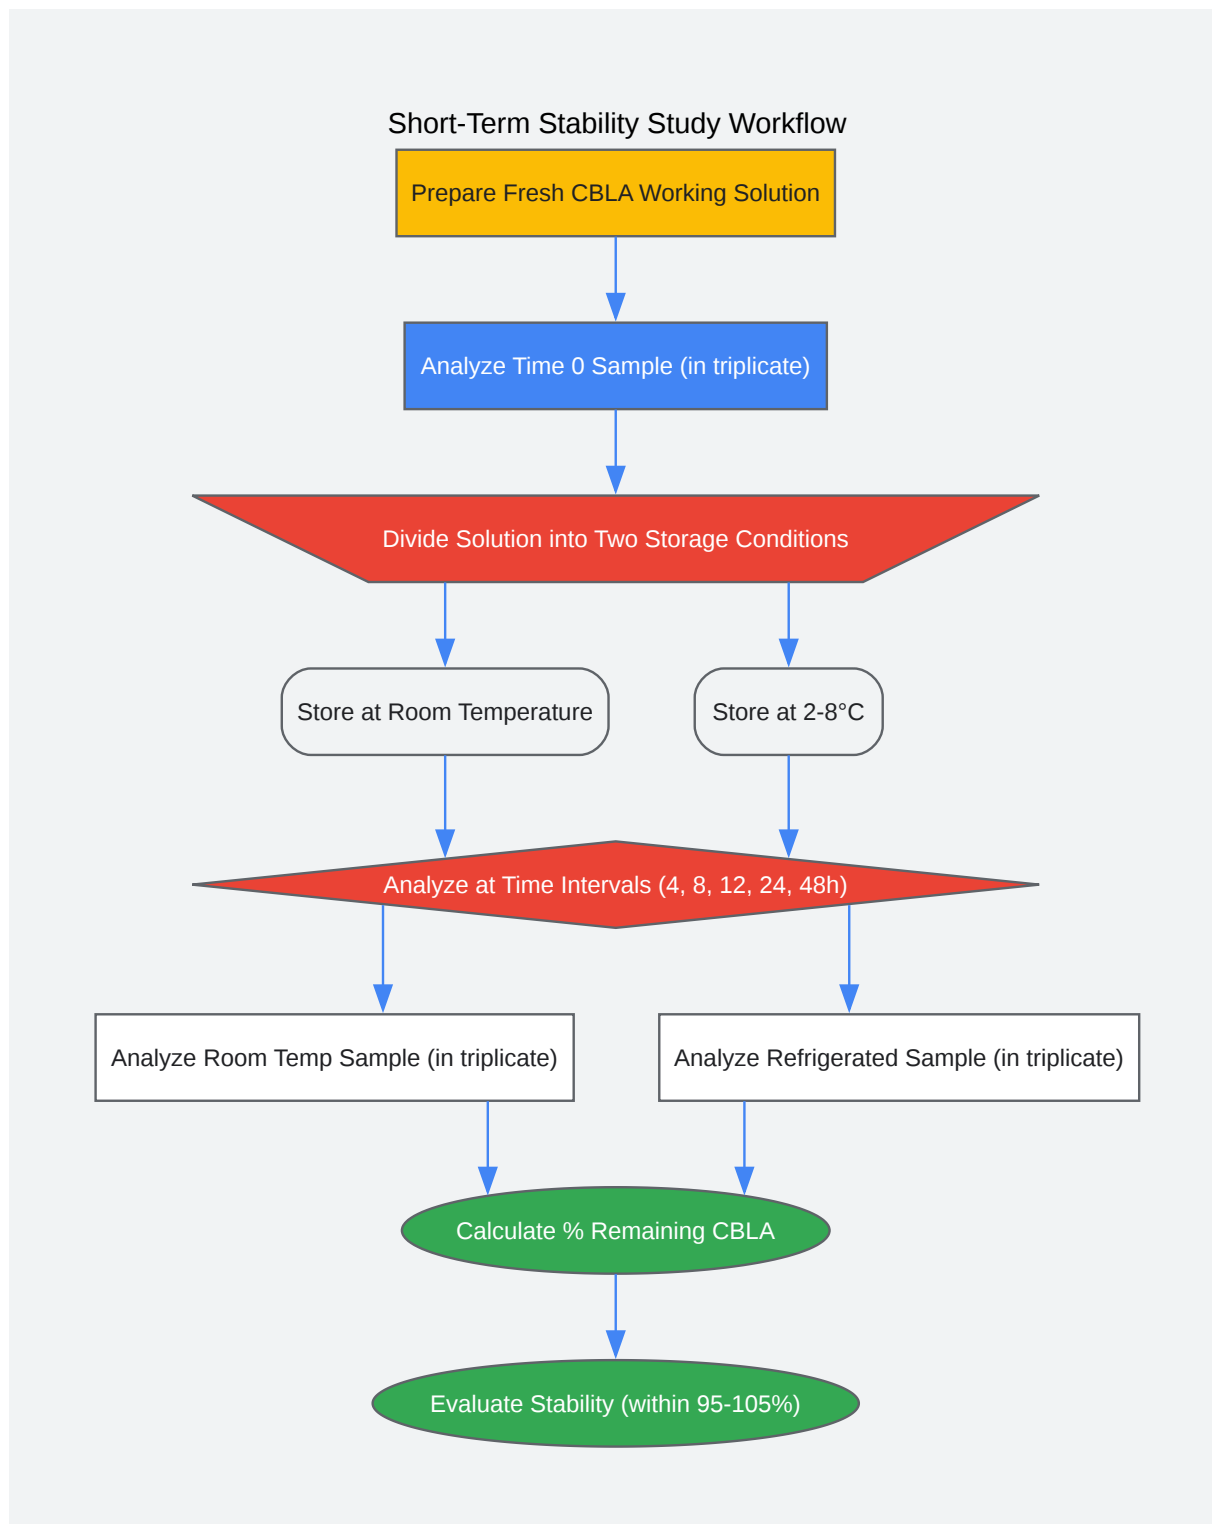 Short-Term Stability Study Workflow
Prepare Fresh CBLA Working Solution
Analyze Time 0 Sample (in triplicate)
Divide Solution into Two Storage Conditions
Store at Room Temperature
Store at 2-8°C
Analyze at Time Intervals (4, 8, 12, 24, 48h)
Analyze Room Temp Sample (in triplicate)
Analyze Refrigerated Sample (in triplicate)
Calculate % Remaining CBLA
Evaluate Stability (within 95-105%)